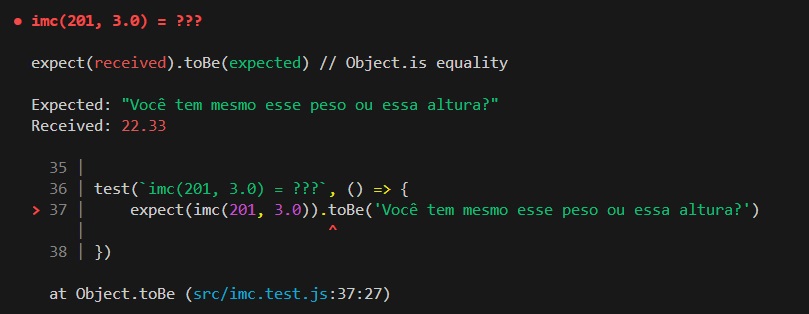 ● imc(201, 3.0) = ???
expect(received).toBe(expected) // Object.is equality
Expected: "Você tem mesmo esse peso ou essa altura?"
Received: 22.33
35 |
36 | test(`imc(201, 3.0) = ???`, () => {
> 37 |     expect(imc(201, 3.0)).toBe('Você tem mesmo esse peso ou essa altura?')
|                           ^
38 | })
at Object.toBe (src/imc.test.js:37:27)